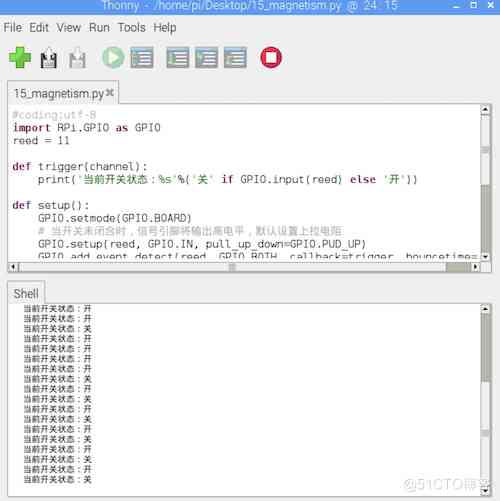 Thonny - /home/pi/Desktop/15_magnetism.py @ 24:15
File Edit View Run Tools Help
15_magnetism.py
#coding:utf-8
import RPi.GPIO as GPIO
reed = 11
def trigger(channel):
print('当前开关状态：%s'%('关' if GPIO.input(reed) else '开'))
def setup():
GPIO.setmode(GPIO.BOARD)
# 当开关未闭合时，信号引脚将输出高电平，默认设置上拉电阻
GPIO.setup(reed, GPIO.IN, pull_up_down=GPIO.PUD_UP)
GPIO.add_event_detect(reed, GPIO.BOTH, callback=trigger, bouncetime=
Shell
当前开关状态：开
当前开关状态：开
当前开关状态：关
当前开关状态：开
当前开关状态：开
当前开关状态：开
当前开关状态：开
当前开关状态：关
当前开关状态：开
当前开关状态：关
当前开关状态：开
当前开关状态：关
当前开关状态：开
当前开关状态：关
当前开关状态：开
当前开关状态：关
当前开关状态：开
当前开关状态：关
@51CTO博客